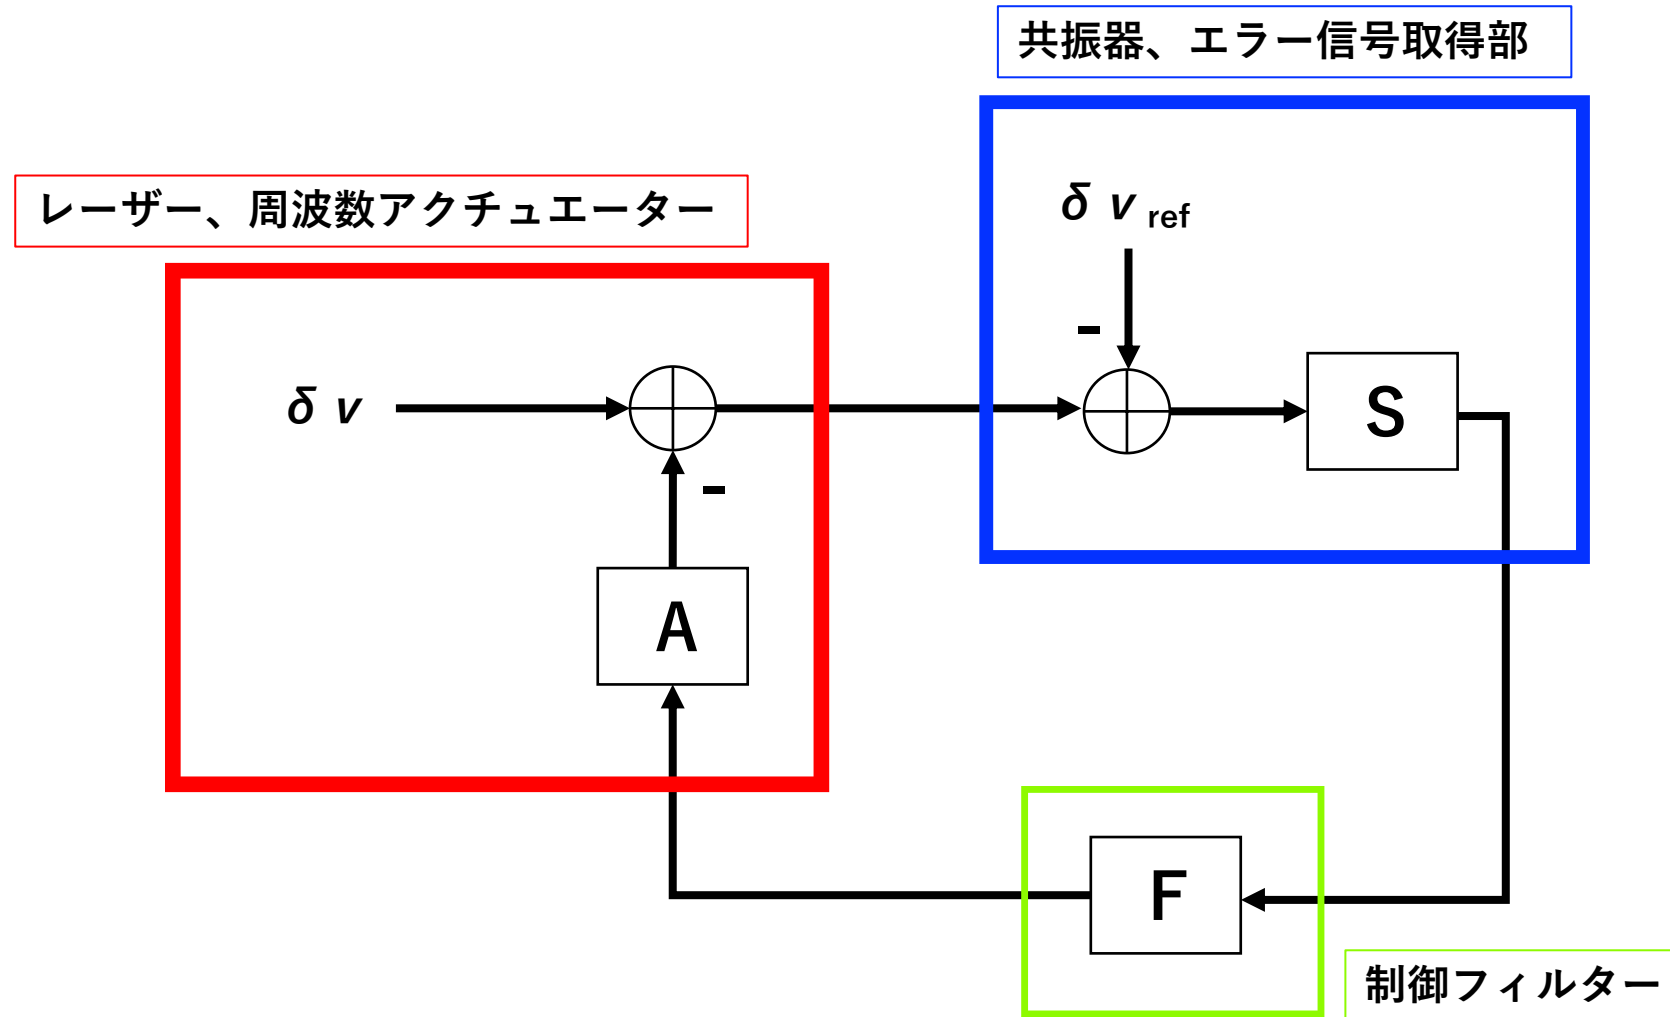 共振器、エラー信号取得部
レーザー、周波数アクチュエーター
δ ν ref
-
δ ν
S
-
A
F
制御フィルター